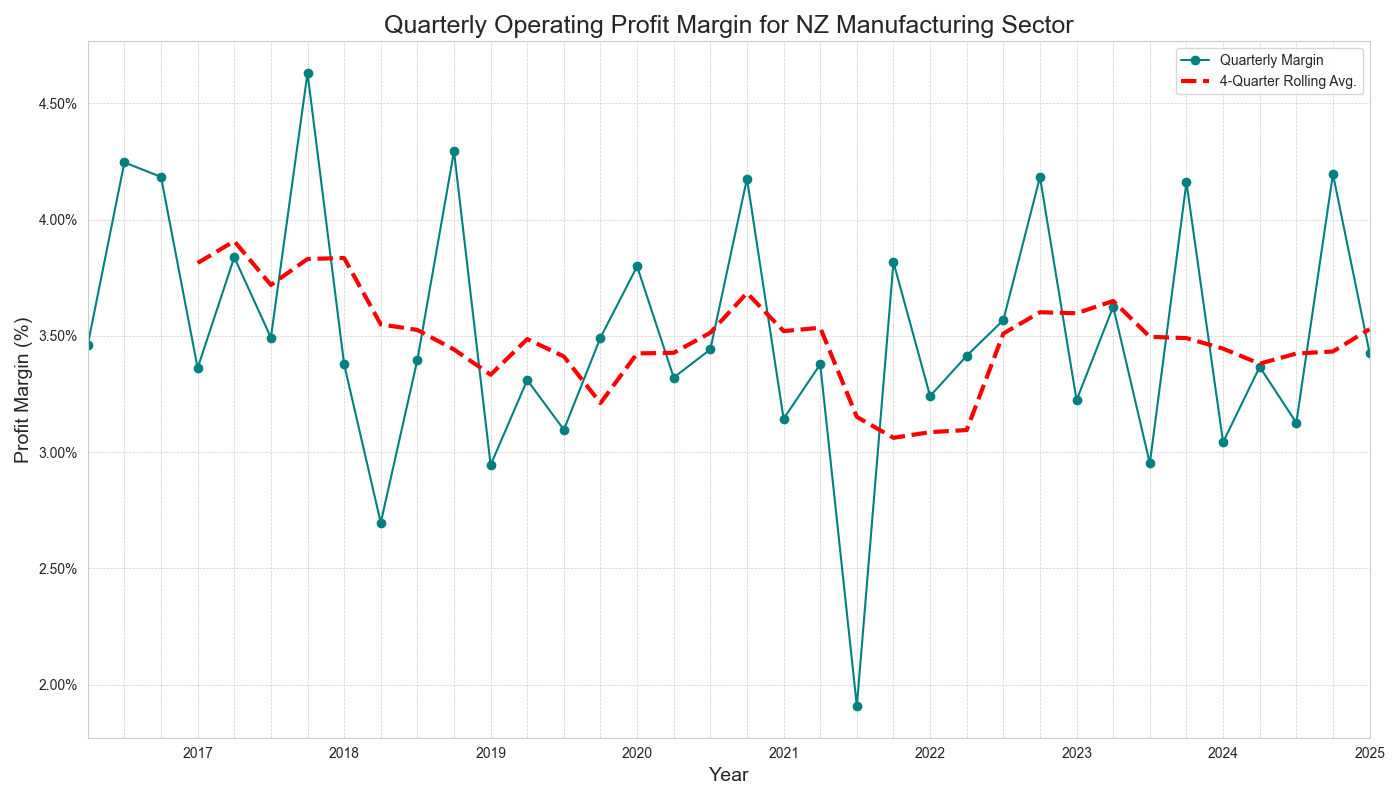 Quarterly Operating Profit Margin for NZ Manufacturing Sector
Quarterly Margin
4-Quarter Rolling Avg.
Profit Margin (%)
4.50%
4.00%
3.50%
3.00%
2.50%
2.00%
2017 2018 2019 2020 2021 2022 2023 2024 2025
Year